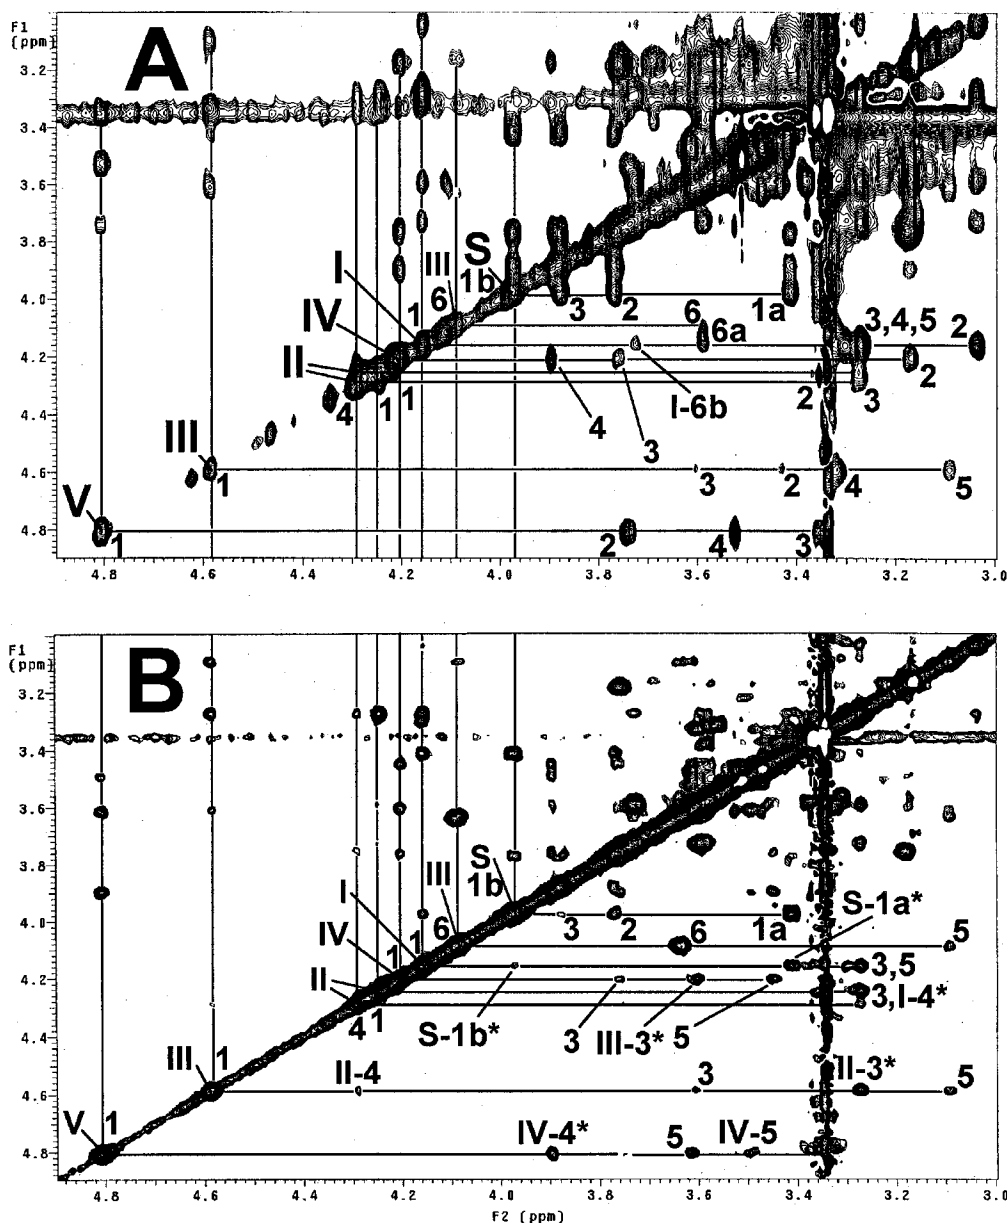 F1
(ppm)
A
3.2
3.4
3.6
3.8
4.0
4.2
4.4
4.6
4.8
S
1b
III
6
I
1
IV
II
4 1 1
III
1
V
1
3 2 6 1a
6a
3,4,5 2
2 3 2
I-6b
4
3
3 2 4 5
2 4 3
4.8 4.6 4.4 4.2 4.0 3.8 3.6 3.4 3.2 3.0
F1
(ppm)
B
3.2
3.4
3.6
3.8
4.0
4.2
4.4
4.6
4.8
S
1b
III
6
I
1
IV
1
II
4 1
III
1
V
1
3 2 6 1a
S-1a*
5
3,5
3,I-4*
S-1b*
3 III-3* 5
II-4 3 II-3* 5
IV-4* 5 IV-5
4.8 4.6 4.4 4.2 4.0 3.8 3.6 3.4 3.2 3.0
F2 (ppm)